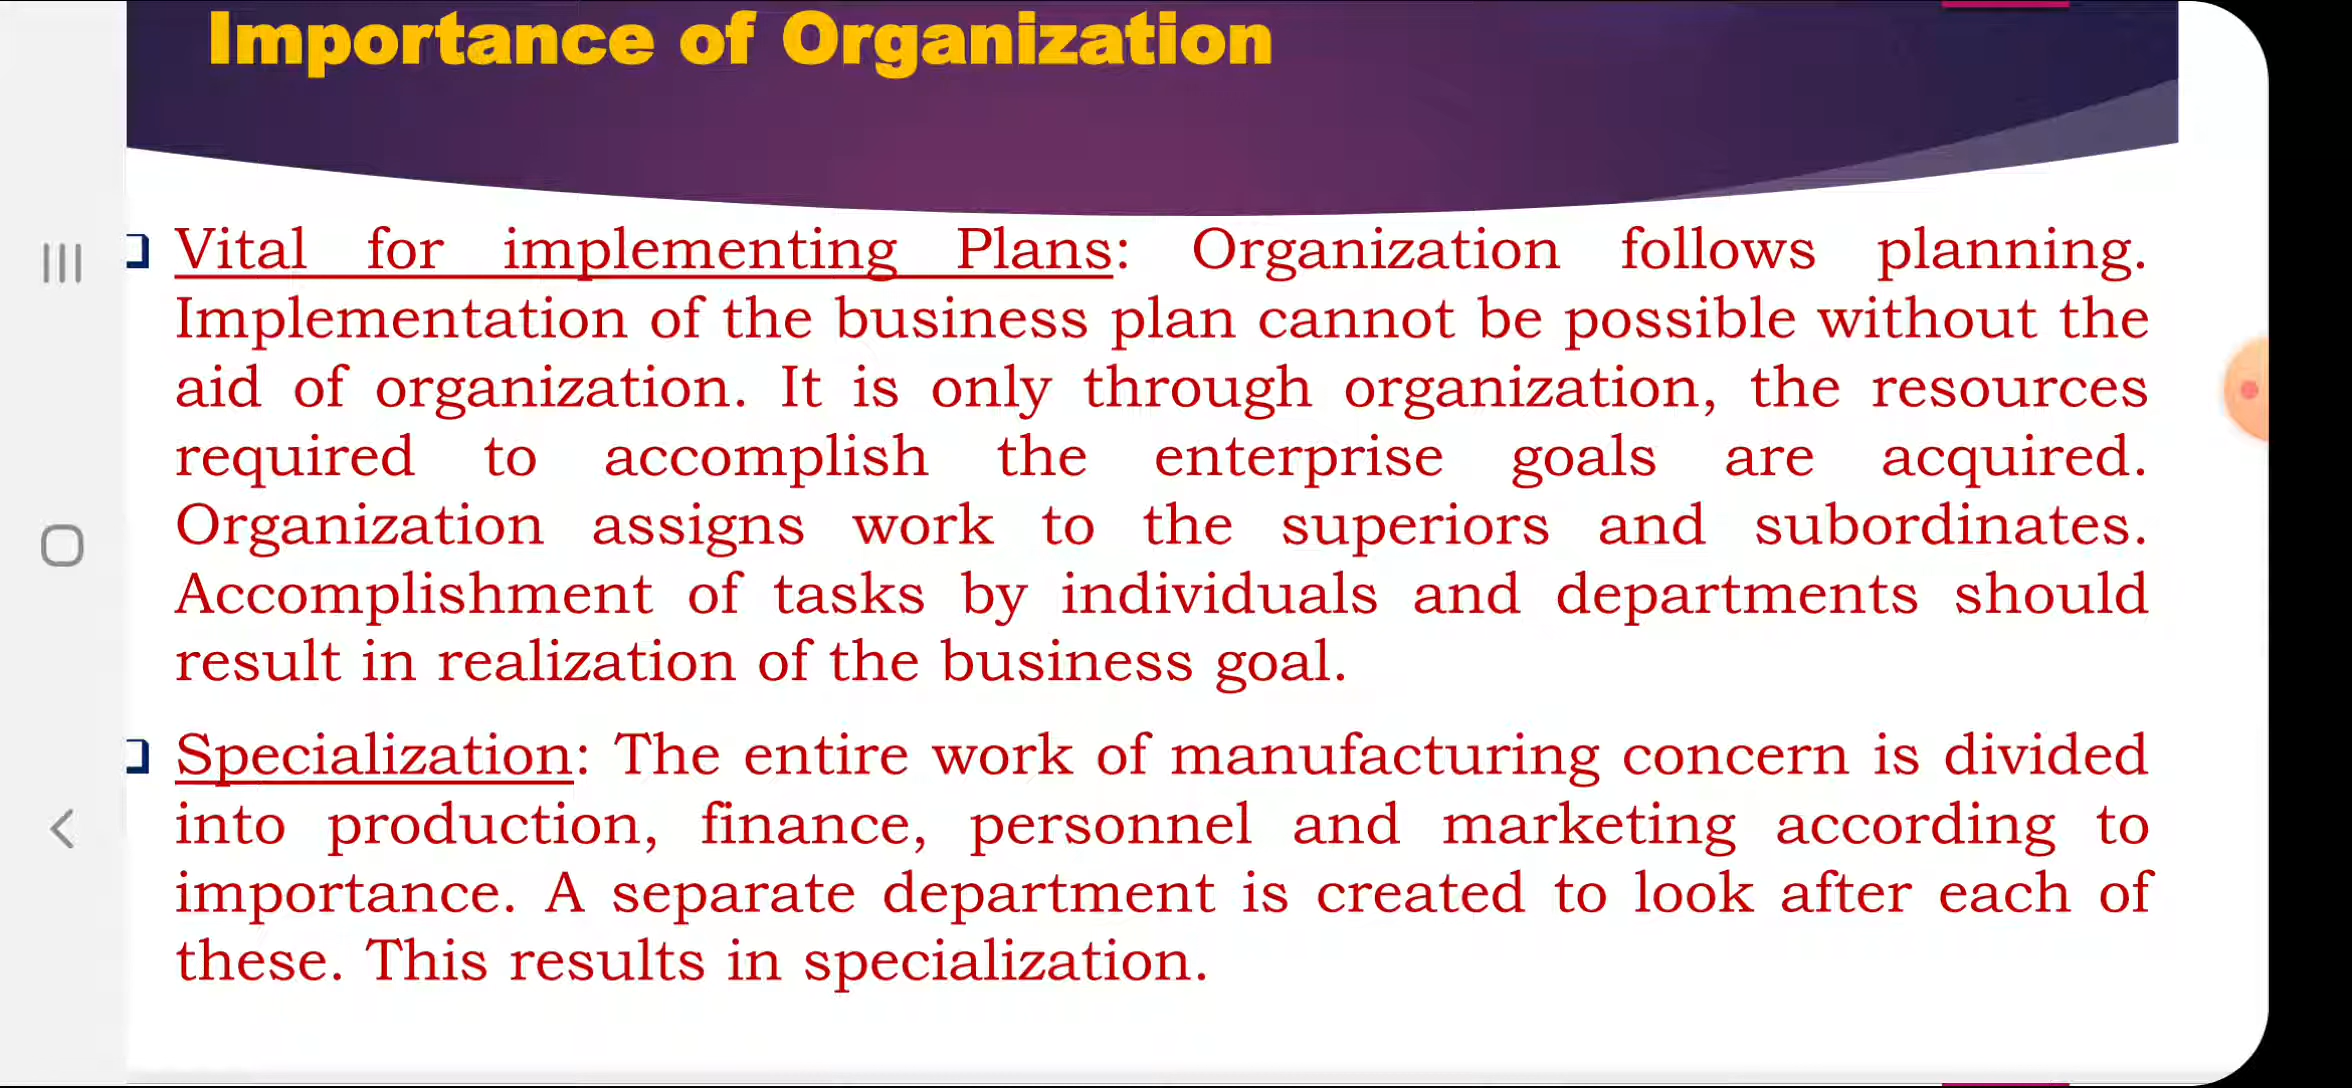 Importance of Organization
Vital for implementing Plans: Organization follows planning.
Implementation of the business plan cannot be possible without the
aid of organization. It is only through organization, the resources
required to accomplish the enterprise goals are acquired.
Organization assigns work to the superiors and subordinates.
Accomplishment of tasks by individuals and departments should
result in realization of the business goal.
Specialization: The entire work of manufacturing concern is divided
into production, finance, personnel and marketing according to
importance. A separate department is created to look after each of
these. This results in specialization.